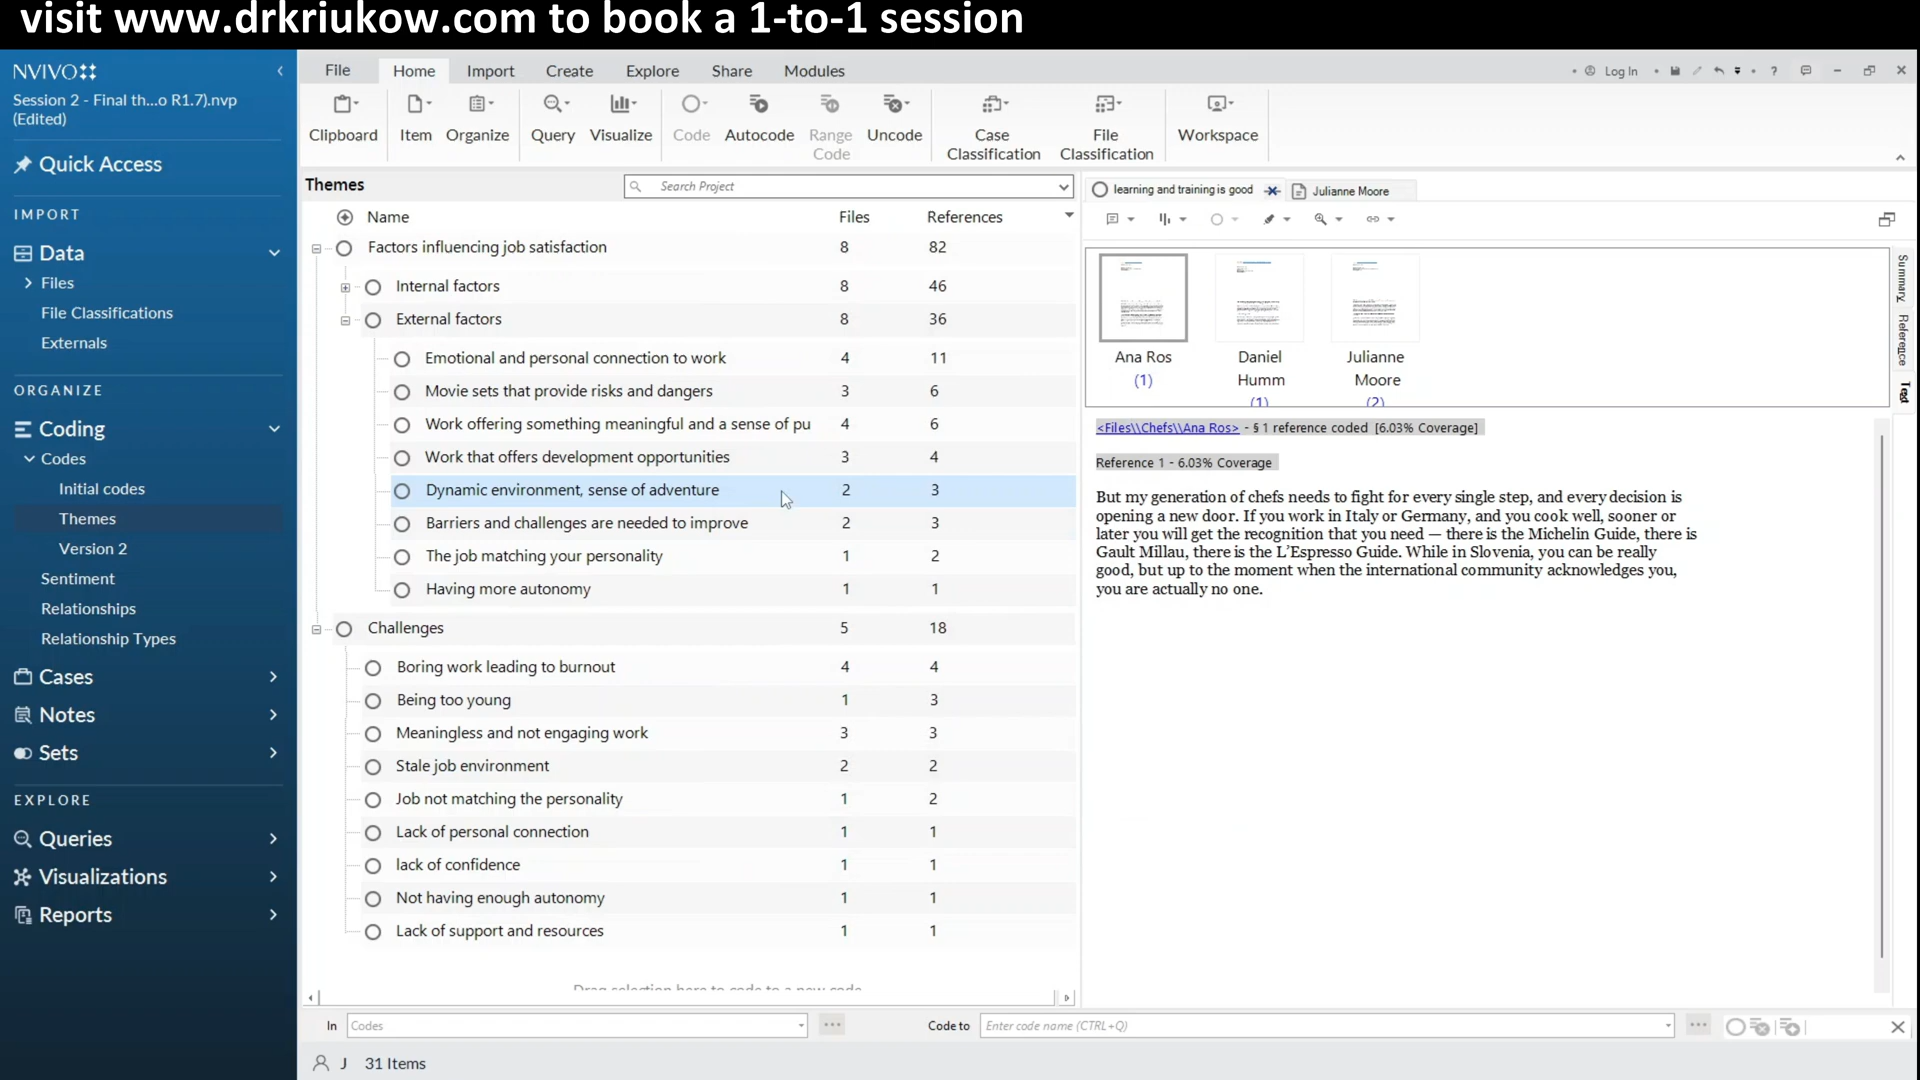 visit www.drkriukow.com to book a 1-to-1 session
NVIVO
Session 2 - Final th...o R1.7).nvp
(Edited)
Quick Access
IMPORT
Data
Files
File Classifications
Externals
ORGANIZE
Coding
Codes
Initial codes
Themes
Version 2
Sentiment
Relationships
Relationship Types
Cases
Notes
Sets
EXPLORE
Queries
Visualizations
Reports
File Home Import Create Explore Share Modules
Log In
Clipboard Item Organize Query Visualize Code Autocode Range Code Uncode Case Classification File Classification Workspace
Themes
Search Project
Name Files References
Factors influencing job satisfaction 8 82
Internal factors 8 46
External factors 8 36
Emotional and personal connection to work 4 11
Movie sets that provide risks and dangers 3 6
Work offering something meaningful and a sense of pu 4 6
Work that offers development opportunities 3 4
Dynamic environment, sense of adventure 2 3
Barriers and challenges are needed to improve 2 3
The job matching your personality 1 2
Having more autonomy 1 1
Challenges 5 18
Boring work leading to burnout 4 4
Being too young 1 3
Meaningless and not engaging work 3 3
Stale job environment 2 2
Job not matching the personality 1 2
Lack of personal connection 1 1
lack of confidence 1 1
Not having enough autonomy 1 1
Lack of support and resources 1 1
Drag selection here to code to a new code
learning and training is good
Julianne Moore
Ana Ros
(1)
Daniel
Humm
(1)
Julianne
Moore
(2)
Summary
Reference
Text
<Files\\Chefs\\Ana Ros> - § 1 reference coded [6.03% Coverage]
Reference 1 - 6.03% Coverage
But my generation of chefs needs to fight for every single step, and every decision is
opening a new door. If you work in Italy or Germany, and you cook well, sooner or
later you will get the recognition that you need — there is the Michelin Guide, there is
Gault Millau, there is the L’Espresso Guide. While in Slovenia, you can be really
good, but up to the moment when the international community acknowledges you,
you are actually no one.
In Codes
Code to Enter code name (CTRL+Q)
J 31 Items